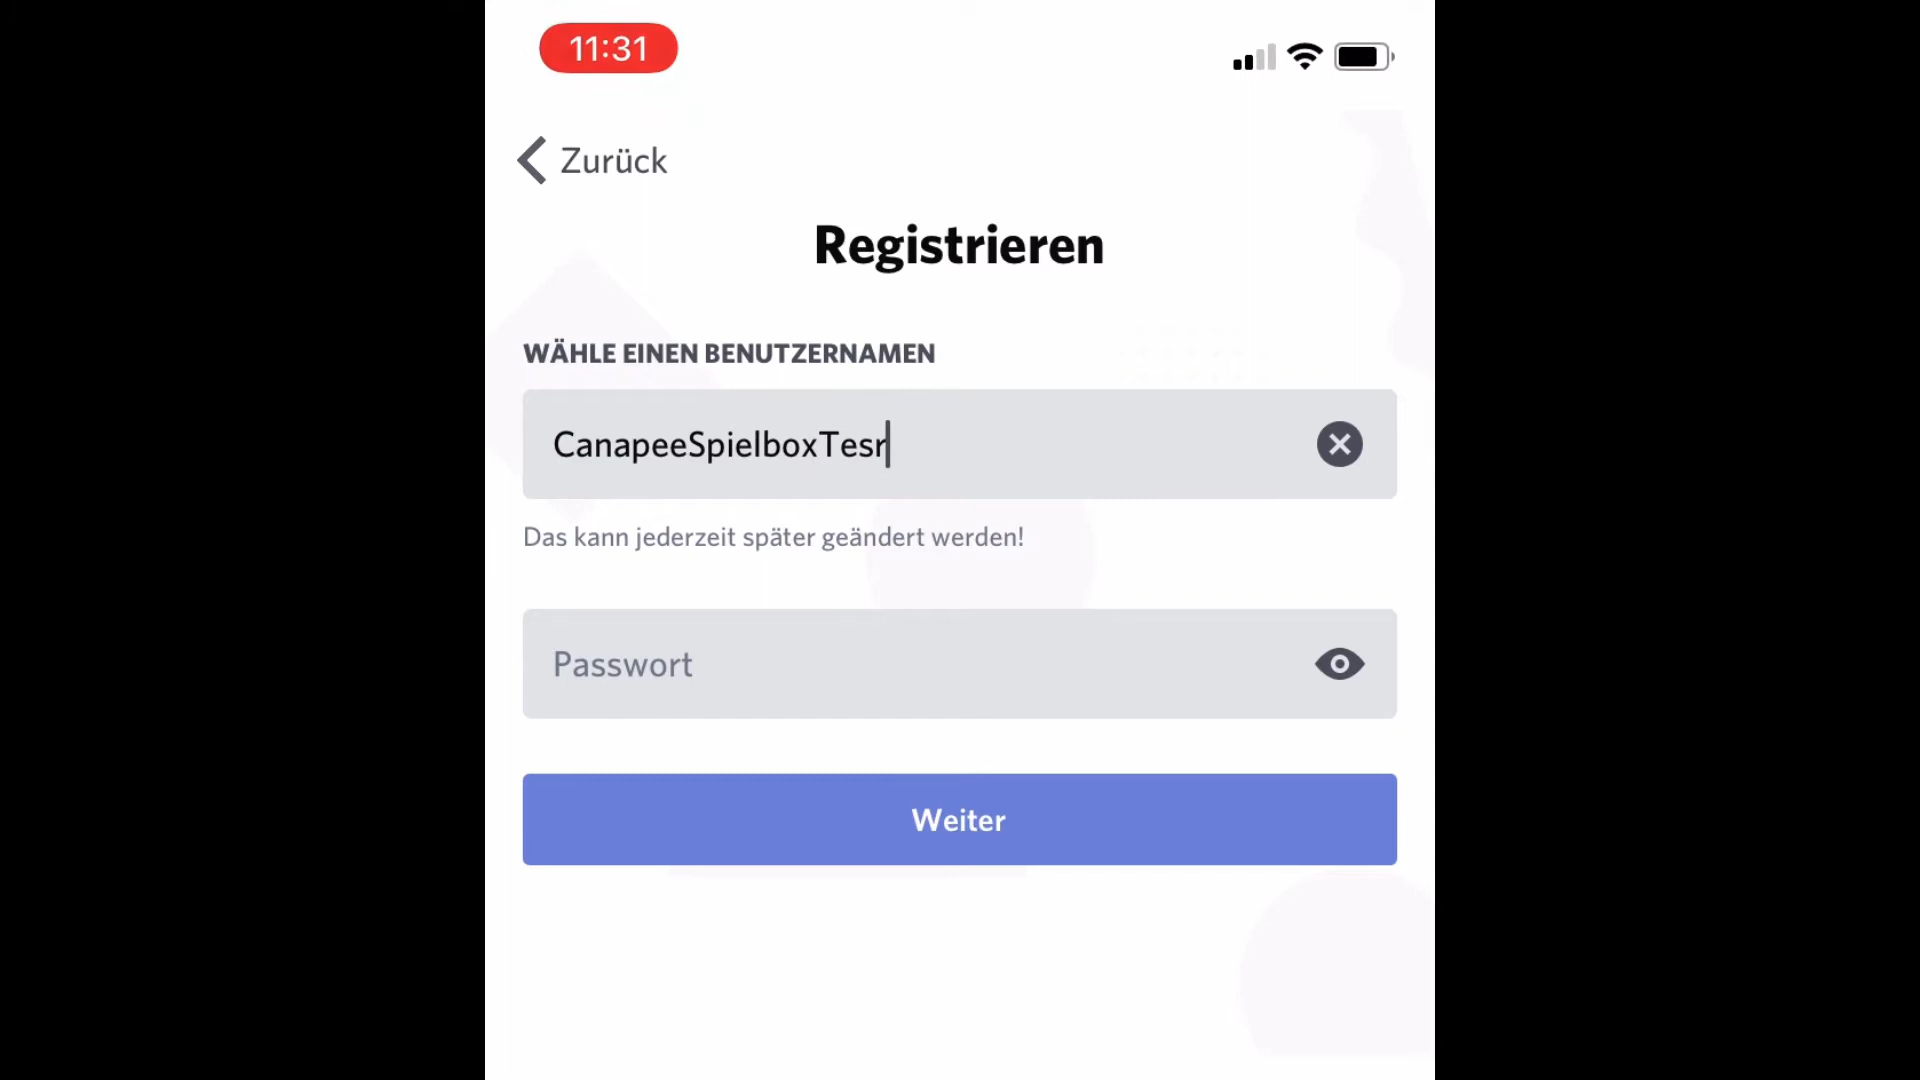 11:31
Zurück
Registrieren
WÄHLE EINEN BENUTZERNAMEN
CanapeeSpielboxTesr
Das kann jederzeit später geändert werden!
Passwort
Weiter